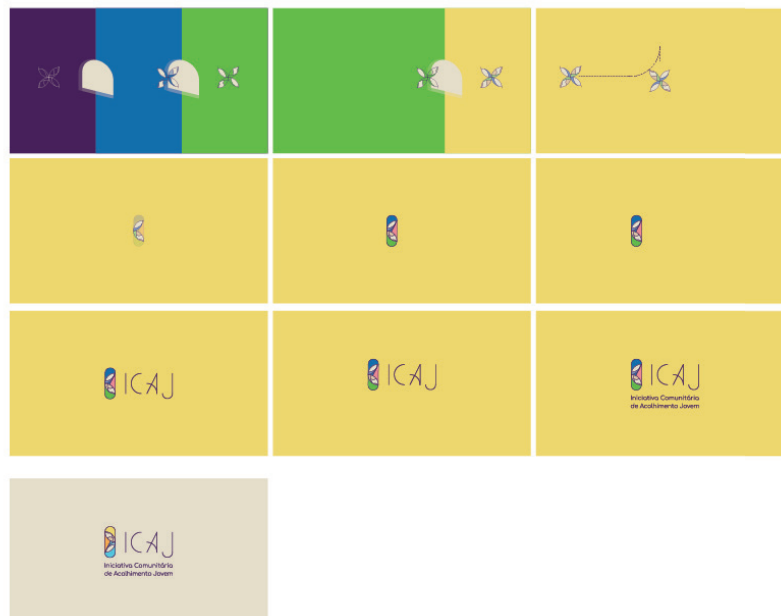 ICAJ
ICAJ
ICAJ
Iniciativa Comunitária
de Acolhimento Jovem
ICAJ
Iniciativa Comunitária
de Acolhimento Jovem